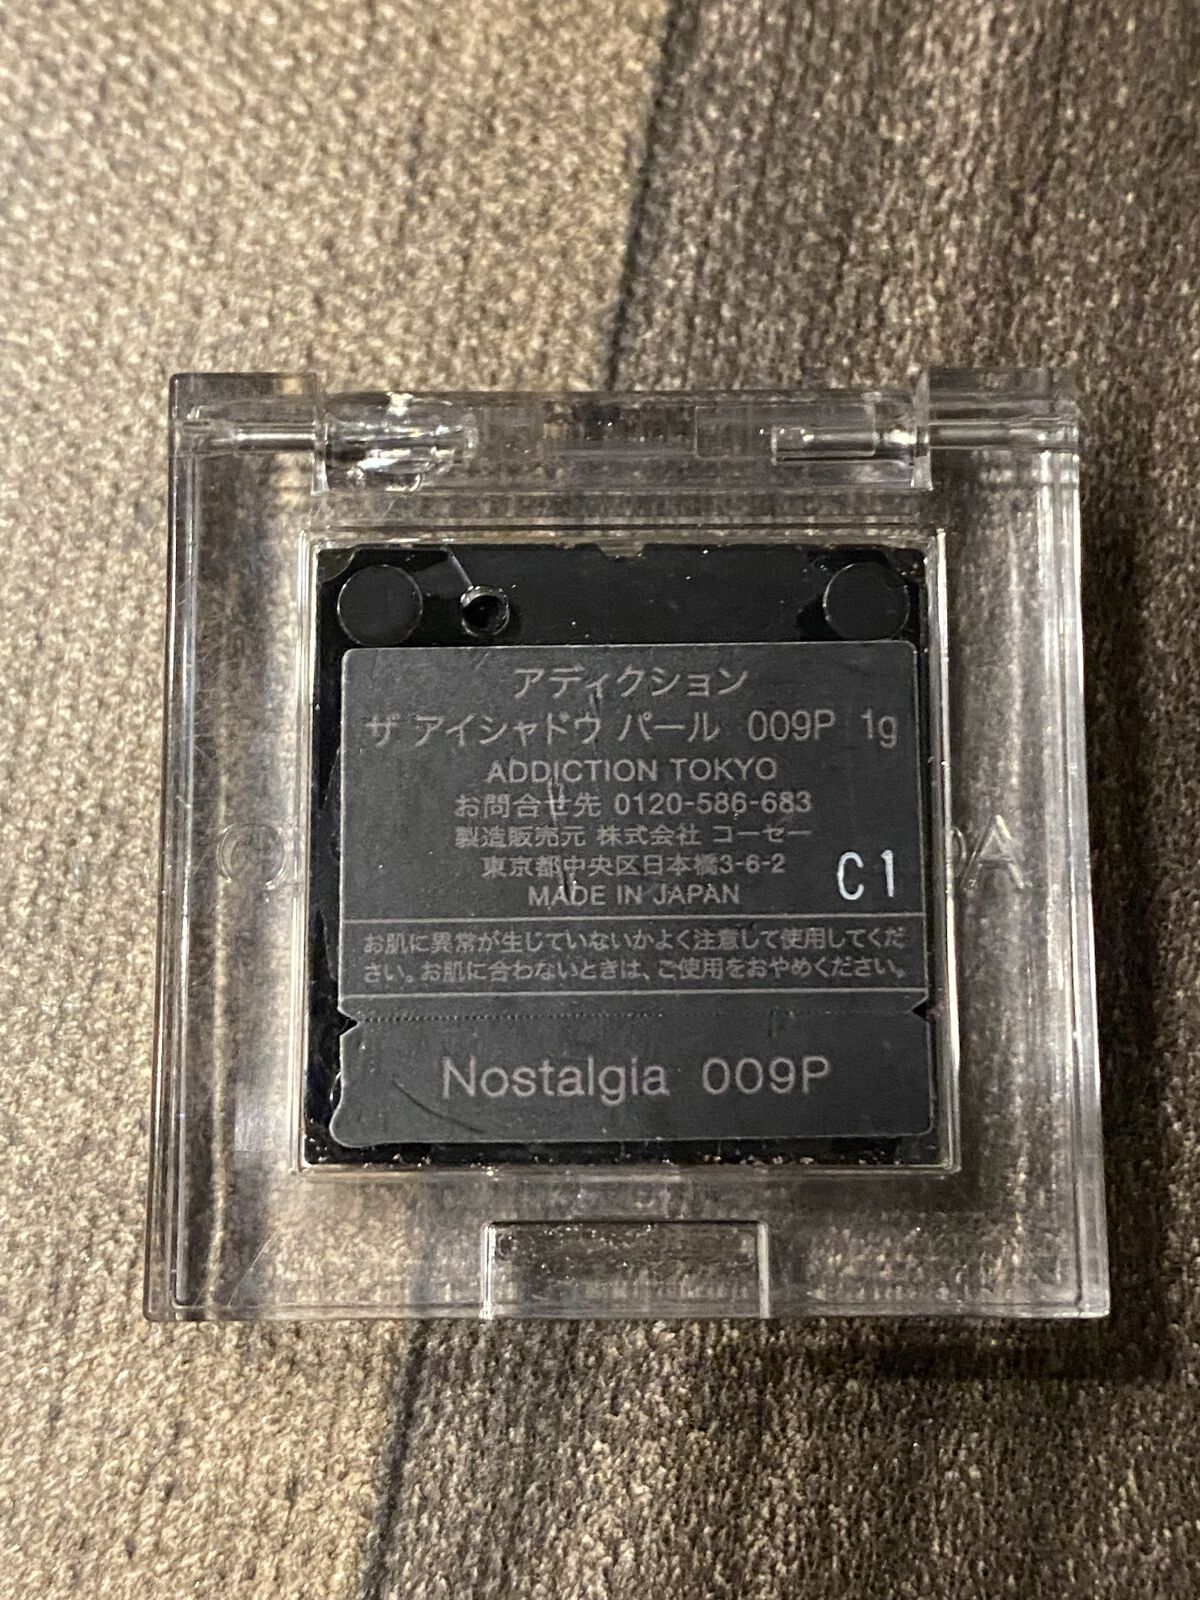 アディクション
ザ アイシャドウ パール 009P 1g
ADDICTION TOKYO
お問合せ先 0120-586-683
製造販売元 株式会社 コーセー
東京都中央区日本橋3-6-2
MADE IN JAPAN
C1
お肌に異常が生じていないかよく注意して使用してくだ
さい。お肌に合わないときは、ご使用をおやめください。
Nostalgia 009P